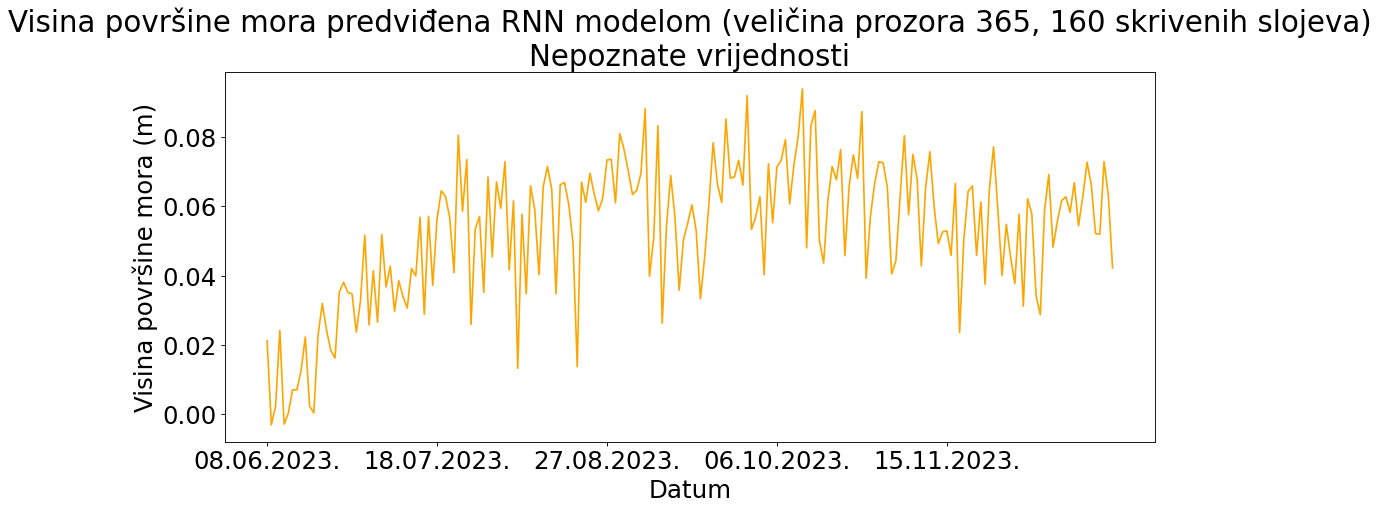 Visina površine mora predviđena RNN modelom (veličina prozora 365, 160 skrivenih slojeva)
Nepoznate vrijednosti
Visina površine mora (m)
0.08
0.06
0.04
0.02
0.00
08.06.2023. 18.07.2023. 27.08.2023. 06.10.2023. 15.11.2023.
Datum